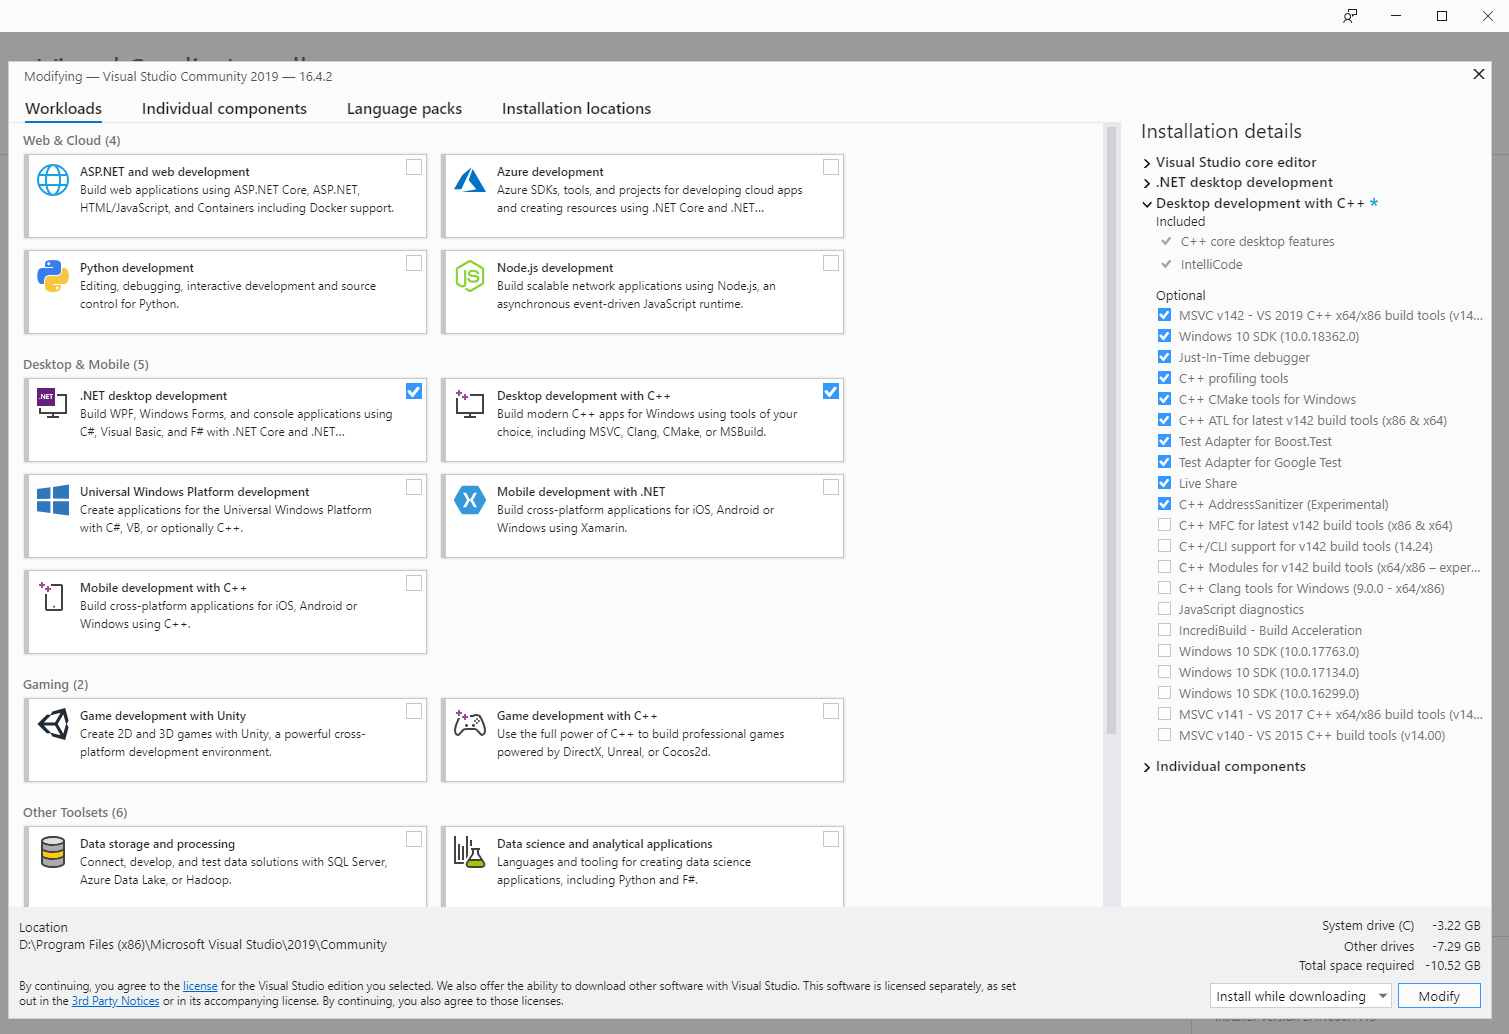 Modifying — Visual Studio Community 2019 — 16.4.2
Workloads
Individual components
Language packs
Installation locations
Web & Cloud (4)
ASP.NET and web development
Build web applications using ASP.NET Core, ASP.NET,
HTML/JavaScript, and Containers including Docker support.
Azure development
Azure SDKs, tools, and projects for developing cloud apps
and creating resources using .NET Core and .NET...
Python development
Editing, debugging, interactive development and source
control for Python.
JS
Node.js development
Build scalable network applications using Node.js, an
asynchronous event-driven JavaScript runtime.
Desktop & Mobile (5)
.NET
.NET desktop development
Build WPF, Windows Forms, and console applications using
C#, Visual Basic, and F# with .NET Core and .NET...
Desktop development with C++
Build modern C++ apps for Windows using tools of your
choice, including MSVC, Clang, CMake, or MSBuild.
Universal Windows Platform development
Create applications for the Universal Windows Platform
with C#, VB, or optionally C++.
Mobile development with .NET
Build cross-platform applications for iOS, Android or
Windows using Xamarin.
Mobile development with C++
Build cross-platform applications for iOS, Android or
Windows using C++.
Gaming (2)
Game development with Unity
Create 2D and 3D games with Unity, a powerful cross-
platform development environment.
Game development with C++
Use the full power of C++ to build professional games
powered by DirectX, Unreal, or Cocos2d.
Other Toolsets (6)
Data storage and processing
Connect, develop, and test data solutions with SQL Server,
Azure Data Lake, or Hadoop.
Data science and analytical applications
Languages and tooling for creating data science
applications, including Python and F#.
Installation details
Visual Studio core editor
.NET desktop development
Desktop development with C++ *
Included
C++ core desktop features
IntelliCode
Optional
MSVC v142 - VS 2019 C++ x64/x86 build tools (v14...
Windows 10 SDK (10.0.18362.0)
Just-In-Time debugger
C++ profiling tools
C++ CMake tools for Windows
C++ ATL for latest v142 build tools (x86 & x64)
Test Adapter for Boost.Test
Test Adapter for Google Test
Live Share
C++ AddressSanitizer (Experimental)
C++ MFC for latest v142 build tools (x86 & x64)
C++/CLI support for v142 build tools (14.24)
C++ Modules for v142 build tools (x64/x86 – exper...
C++ Clang tools for Windows (9.0.0 - x64/x86)
JavaScript diagnostics
IncrediBuild - Build Acceleration
Windows 10 SDK (10.0.17763.0)
Windows 10 SDK (10.0.17134.0)
Windows 10 SDK (10.0.16299.0)
MSVC v141 - VS 2017 C++ x64/x86 build tools (v14...
MSVC v140 - VS 2015 C++ build tools (v14.00)
Individual components
Location
D:\Program Files (x86)\Microsoft Visual Studio\2019\Community
System drive (C) -3.22 GB
Other drives -7.29 GB
Total space required -10.52 GB
By continuing, you agree to the license for the Visual Studio edition you selected. We also offer the ability to download other software with Visual Studio. This software is licensed separately, as set
out in the 3rd Party Notices or in its accompanying license. By continuing, you also agree to those licenses.
Install while downloading
Modify